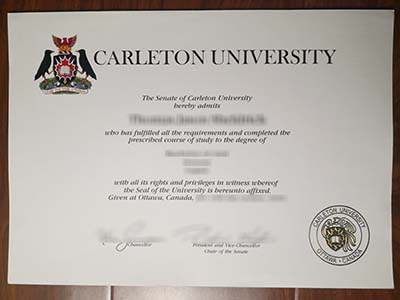 CARLETON UNIVERSITY
The Senate of Carleton University
hereby admits
who has fulfilled all the requirements and completed the
prescribed course of study to the degree of
with all its rights and privileges in witness whereof
the Seal of the University is hereunto affixed.
Given at Ottawa, Canada,
Chancellor
President and Vice-Chancellor
Chair of the Senate
CARLETON UNIVERSITY
OTTAWA • CANADA